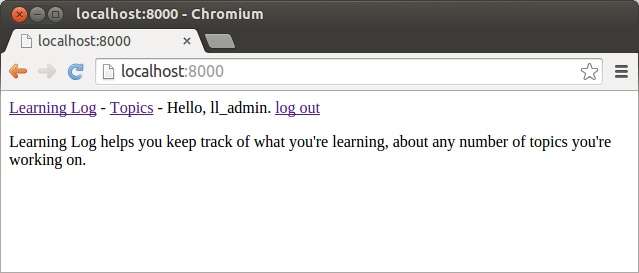 localhost:8000 - Chromium
localhost:8000
localhost:8000
Learning Log - Topics - Hello, ll_admin. log out
Learning Log helps you keep track of what you're learning, about any number of topics you're
working on.